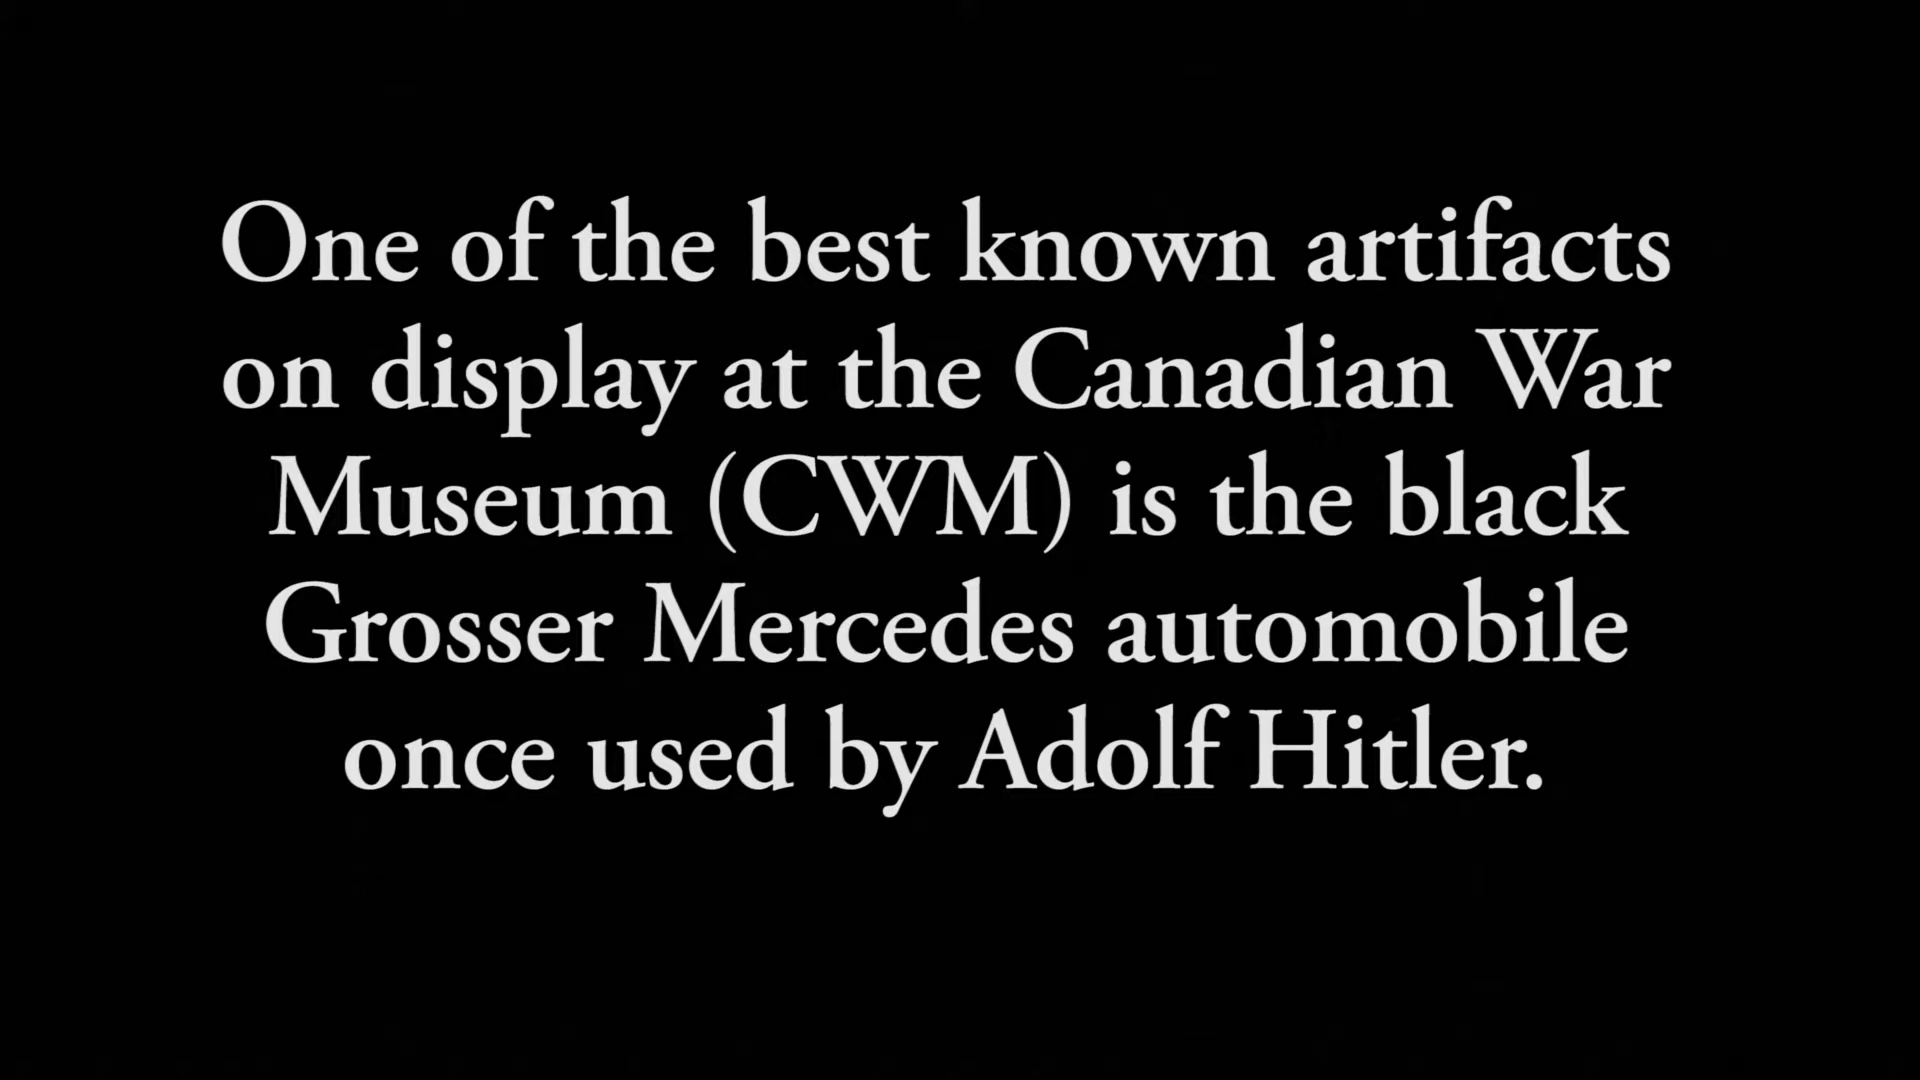 One of the best known artifacts
on display at the Canadian War
Museum (CWM) is the black
Grosser Mercedes automobile
once used by Adolf Hitler.